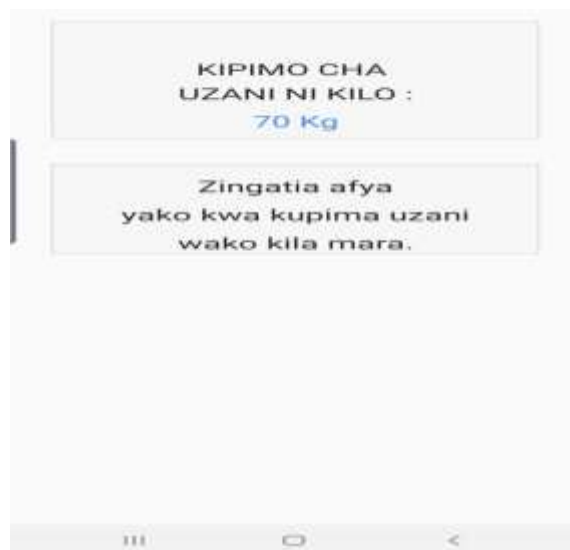 KIPIMO CHA
UZANI NI KILO :
70 Kg
Zingatia afya
yako kwa kupima uzani
wako kila mara.